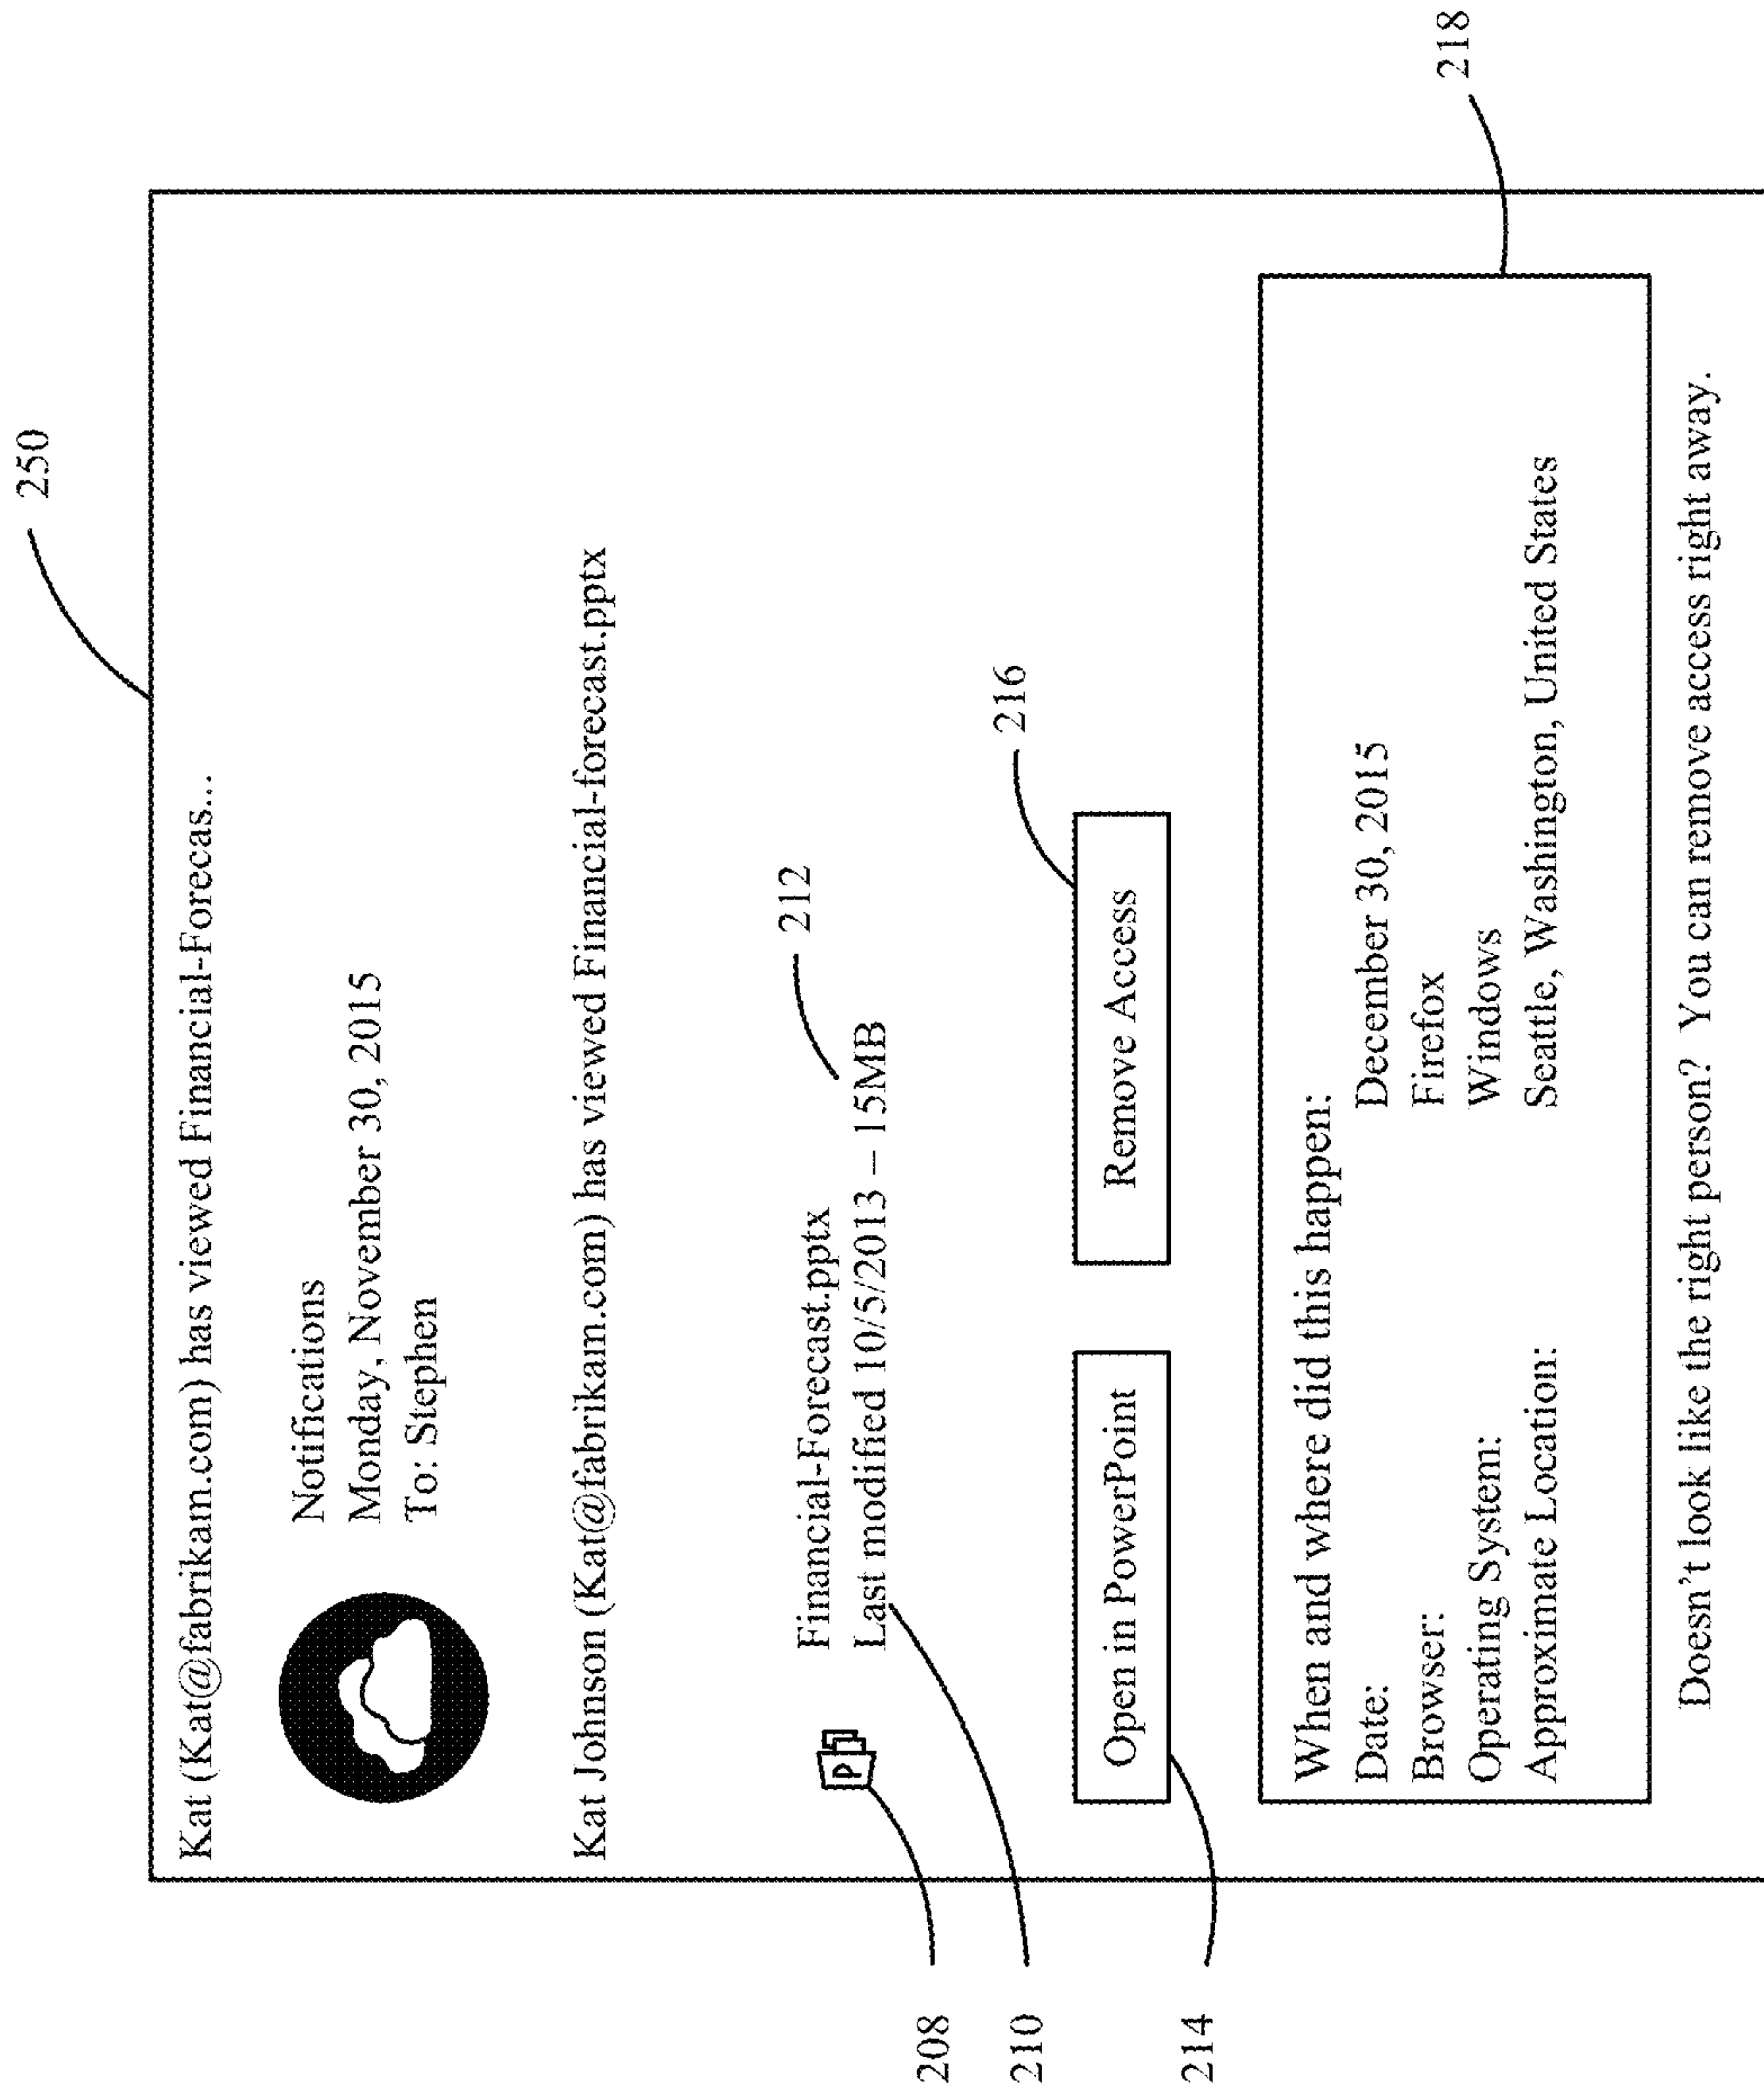 250
Kat (Kat@fabrikam.com) has viewed Financial-Forecas...
Notifications
Monday, November 30, 2015
To: Stephen
Kat Johnson (Kat@fabrikam.com) has viewed Financial-forecast.pptx
212
P
Financial-Forecast.pptx
Last modified 10/5/2013 – 15MB
208
210
216
Open in PowerPoint
Remove Access
214
When and where did this happen:
Date: December 30, 2015
Browser: Firefox
Operating System: Windows
Approximate Location: Seattle, Washington, United States
218
Doesn't look like the right person? You can remove access right away.